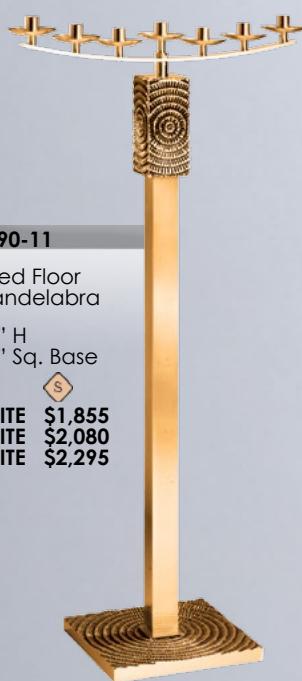 90-11
ed Floor
andelabra
" H
" Sq. Base
S
ITE $1,855
ITE $2,080
ITE $2,295